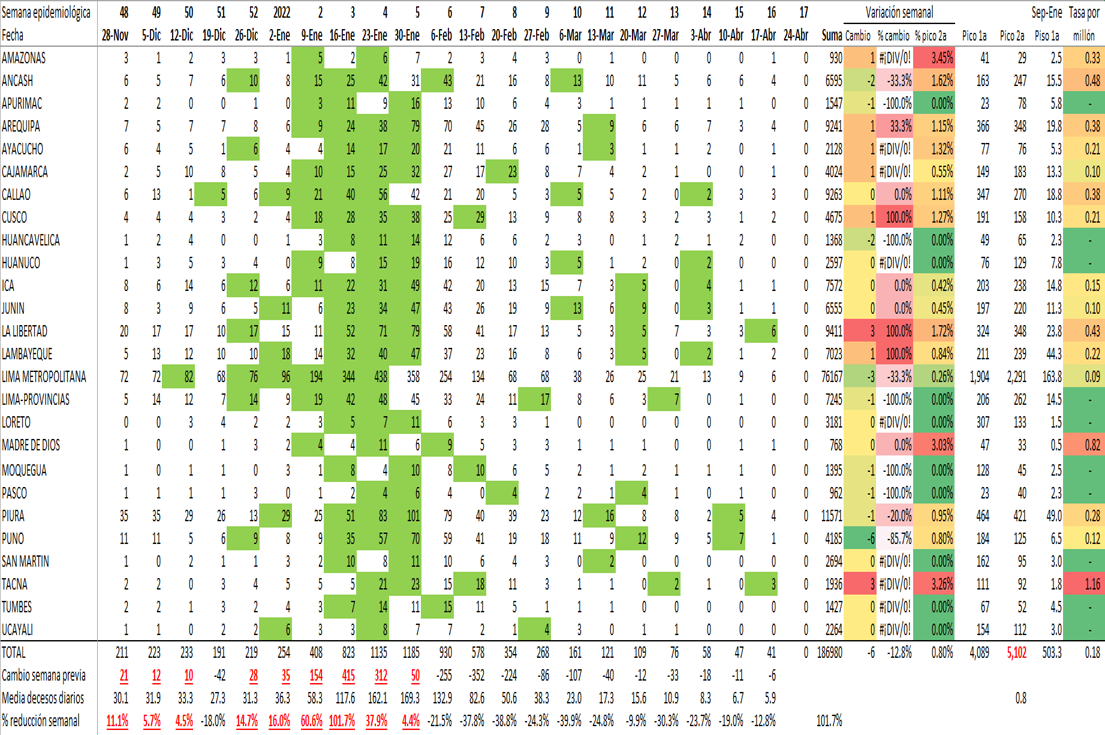 Semana epidemiológica 48 49 50 51 52 2022 2 3 4 5 6 7 8 9 10 11 12 13 14 15 16 17 Variación semanal Sep-Ene Tasa por
Fecha 28-Nov 5-Dic 12-Dic 19-Dic 26-Dic 2-Ene 9-Ene 16-Ene 23-Ene 30-Ene 6-Feb 13-Feb 20-Feb 27-Feb 6-Mar 13-Mar 20-Mar 27-Mar 3-Abr 10-Abr 17-Abr 24-Abr Suma Cambio % cambio % pico 2a Pico 1a Pico 2a Piso 1a millón
AMAZONAS 3 1 2 3 3 1 5 2 6 7 2 3 4 3 0 1 0 0 0 0 1 0 930 1 #¡DIV/0! 3.45% 41 29 2.5 0.33
ANCASH 6 5 7 6 10 8 15 25 42 31 43 21 16 8 13 10 11 5 6 6 4 0 6595 -2 -33.3% 1.62% 163 247 15.5 0.48
APURIMAC 2 2 0 0 1 0 3 11 9 16 13 10 6 4 3 1 1 1 1 1 0 0 1547 -1 -100.0% 0.00% 23 78 5.8 -
AREQUIPA 7 5 7 7 8 6 9 24 38 79 70 45 26 28 5 9 6 6 7 3 4 0 9241 1 33.3% 1.15% 366 348 19.8 0.38
AYACUCHO 6 4 5 1 6 4 4 14 17 20 21 11 6 6 1 3 1 1 2 0 1 0 2128 1 #¡DIV/0! 1.32% 77 76 5.3 0.21
CAJAMARCA 2 5 10 8 5 4 10 15 25 32 27 17 23 8 7 4 2 1 1 0 1 0 4024 1 #¡DIV/0! 0.55% 149 183 13.3 0.10
CALLAO 6 13 1 5 6 9 21 40 56 42 21 20 5 3 5 5 2 0 2 3 3 0 9263 0 0.0% 1.11% 347 270 18.8 0.38
CUSCO 4 4 4 3 2 4 18 28 35 38 25 29 13 9 8 8 2 2 3 1 2 0 4675 1 100.0% 1.27% 191 158 10.3 0.21
HUANCAVELICA 1 2 4 0 0 1 3 8 11 14 12 6 6 2 3 0 1 2 1 2 0 0 1368 -2 -100.0% 0.00% 49 65 2.3 -
HUANUCO 1 3 5 3 4 0 9 8 15 19 16 12 10 3 5 1 2 0 2 0 0 0 2597 0 #¡DIV/0! 0.00% 76 129 7.8 -
ICA 8 6 14 6 12 6 11 22 31 49 42 20 13 15 7 3 5 0 4 1 1 0 7572 0 0.0% 0.42% 203 238 14.8 0.15
JUNIN 8 3 9 6 5 11 6 23 34 47 43 26 19 9 13 6 9 0 3 1 1 0 6555 0 0.0% 0.45% 197 220 11.3 0.10
LA LIBERTAD 20 17 17 10 17 15 11 52 71 79 58 41 17 13 5 3 5 7 3 3 6 0 9411 3 100.0% 1.72% 324 348 23.8 0.43
LAMBAYEQUE 5 13 12 10 10 18 14 32 40 47 37 23 16 8 6 3 5 0 2 1 2 0 7023 1 100.0% 0.84% 211 239 44.3 0.22
LIMA METROPOLITANA 72 72 82 68 76 96 194 344 438 358 254 134 68 68 38 26 25 21 13 9 6 0 76167 -3 -33.3% 0.26% 1,904 2,291 163.8 0.09
LIMA-PROVINCIAS 7 8 12 7 14 9 19 42 48 45 33 24 11 17 8 6 3 7 0 1 0 0 7245 -1 -100.0% 0.00% 206 262 14.5 -
LORETO 0 0 3 4 2 2 3 5 7 11 6 3 3 1 0 0 0 0 0 0 0 0 3181 0 #¡DIV/0! 0.00% 307 133 1.5 -
MADRE DE DIOS 0 0 0 1 3 2 4 4 11 6 9 5 3 3 1 1 1 0 0 1 1 0 768 0 0.0% 3.03% 47 33 0.5 0.82
MOQUEGUA 1 0 1 1 0 3 1 8 4 10 8 10 6 5 2 1 2 1 1 1 0 0 1395 -1 -100.0% 0.00% 128 45 2.5 -
PASCO 1 1 1 1 3 0 1 2 4 6 4 0 4 2 2 1 4 1 0 1 0 0 962 -1 -100.0% 0.00% 23 40 2.3 -
PIURA 35 35 29 26 13 29 25 51 83 101 79 40 39 23 12 16 14 8 2 5 4 0 11571 -1 -20.0% 0.95% 464 421 49.0 0.28
PUNO 11 11 5 6 9 8 9 35 57 70 59 41 19 18 11 9 12 9 5 7 1 0 4185 -6 -85.7% 0.80% 184 125 6.5 0.12
SAN MARTIN 1 0 2 1 1 3 2 10 8 11 10 6 4 3 0 2 0 1 0 0 0 0 2694 0 #¡DIV/0! 0.00% 162 95 3.0 -
TACNA 2 2 0 3 4 5 5 5 21 23 15 18 11 3 1 1 0 2 1 0 3 0 1936 3 #¡DIV/0! 3.26% 111 92 1.8 1.16
TUMBES 2 2 1 3 2 4 3 7 14 11 15 11 5 1 1 1 0 0 0 0 0 0 1427 0 #¡DIV/0! 0.00% 67 52 4.5 -
UCAYALI 1 1 0 2 2 6 3 3 8 7 7 2 1 4 3 0 1 1 0 0 0 0 2264 0 #¡DIV/0! 0.00% 154 112 3.0 -
TOTAL 211 223 233 191 219 254 408 823 1135 1185 930 578 354 268 161 121 109 76 58 47 41 0 186980 -6 -12.8% 0.80% 4,089 5,102 503.3 0.18
Cambio semana previa 21 12 10 -42 28 35 154 415 312 50 -255 -352 -224 -86 -107 -40 -12 -33 -18 -11 -6
Media decesos diarios 30.1 31.9 33.3 27.3 31.3 36.3 58.3 117.6 162.1 169.3 132.9 82.6 50.6 38.3 23.0 17.3 15.6 10.9 8.3 6.7 5.9 0.8
% reducción semanal 11.1% 5.7% 4.5% -18.0% 14.7% 16.0% 60.6% 101.7% 37.9% 4.4% -21.5% -37.8% -38.8% -24.3% -39.9% -24.8% -9.9% -30.3% -23.7% -19.0% -12.8% 101.7%